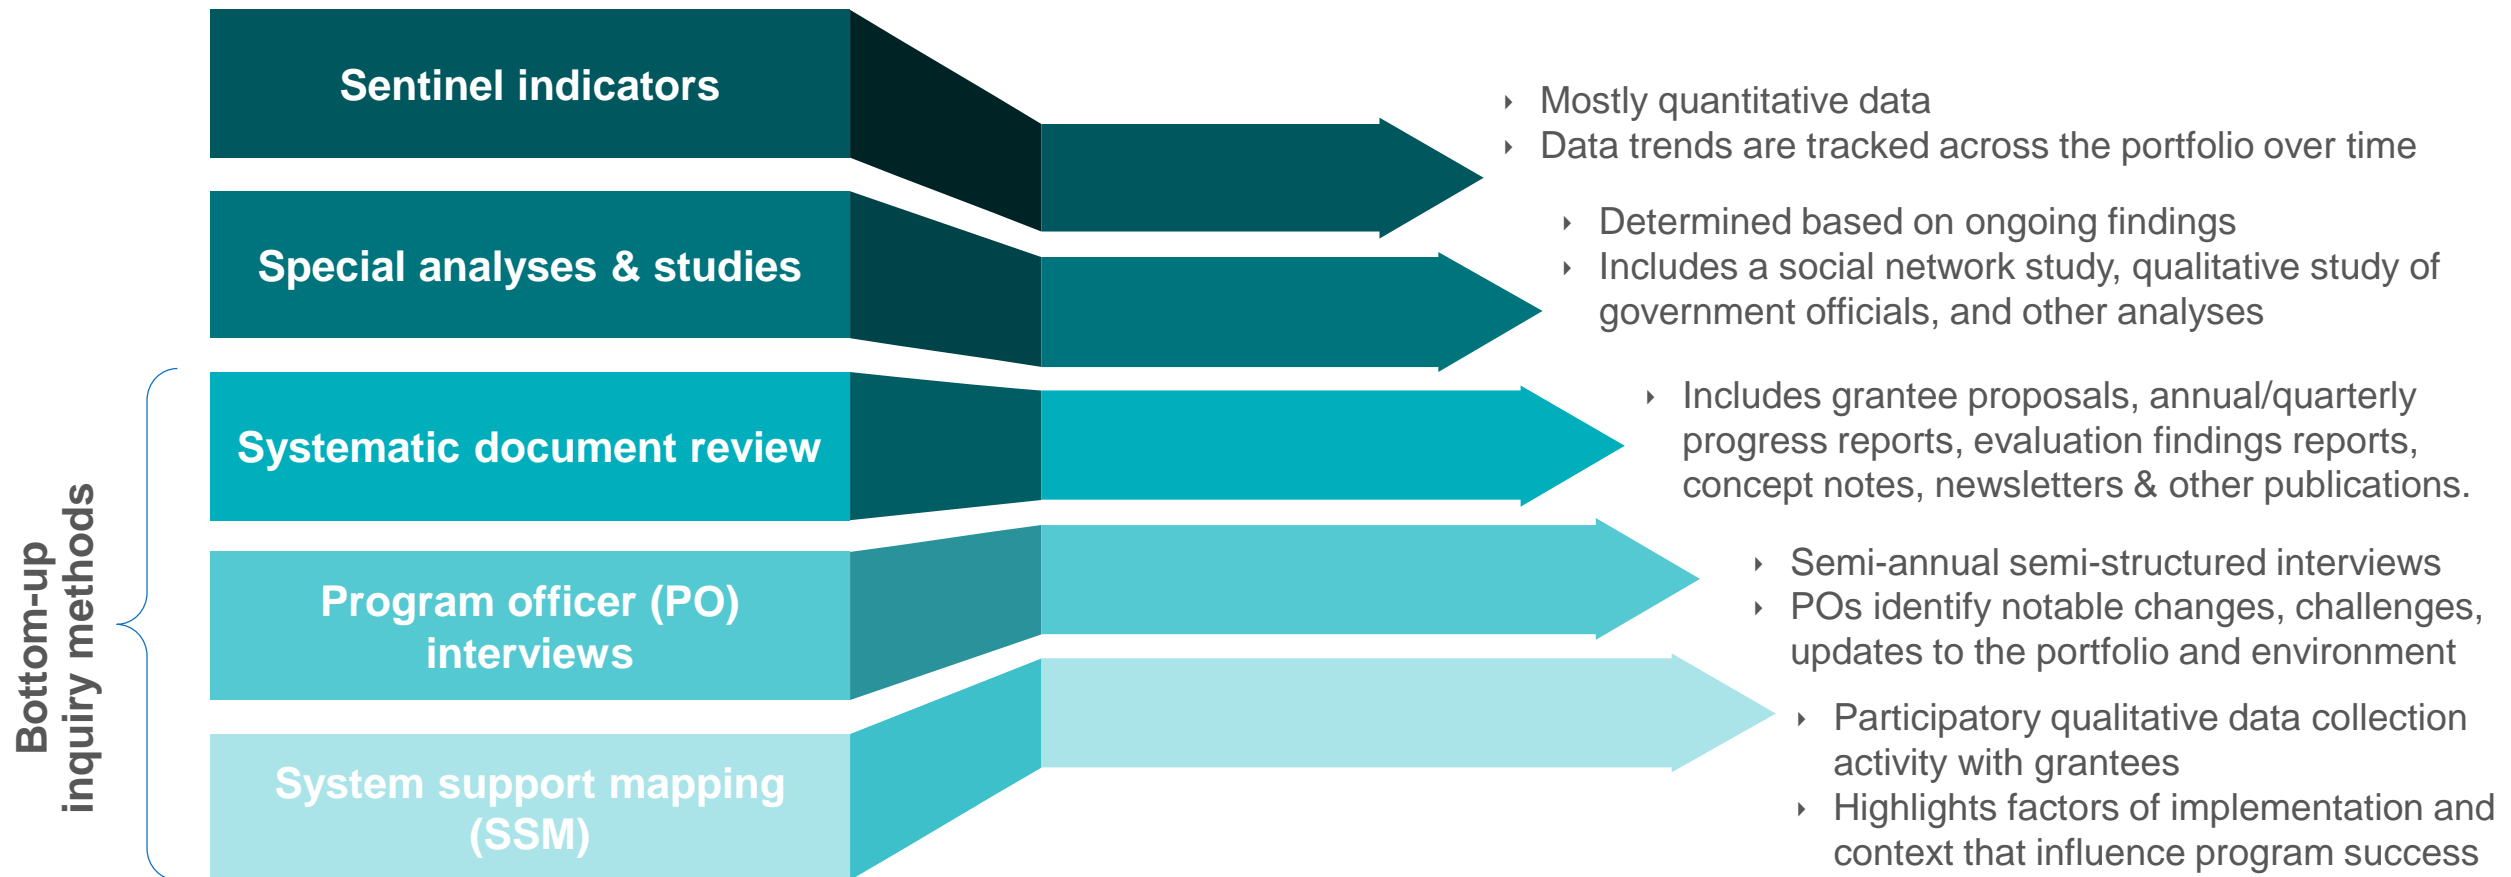 Sentinel indicators
Mostly quantitative data
Data trends are tracked across the portfolio over time
Special analyses & studies
Determined based on ongoing findings
Includes a social network study, qualitative study of
government officials, and other analyses
Bottom-up
inquiry methods
Systematic document review
Includes grantee proposals, annual/quarterly
progress reports, evaluation findings reports,
concept notes, newsletters & other publications.
Program officer (PO)
interviews
Semi-annual semi-structured interviews
POs identify notable changes, challenges,
updates to the portfolio and environment
System support mapping
(SSM)
Participatory qualitative data collection
activity with grantees
Highlights factors of implementation and
context that influence program success